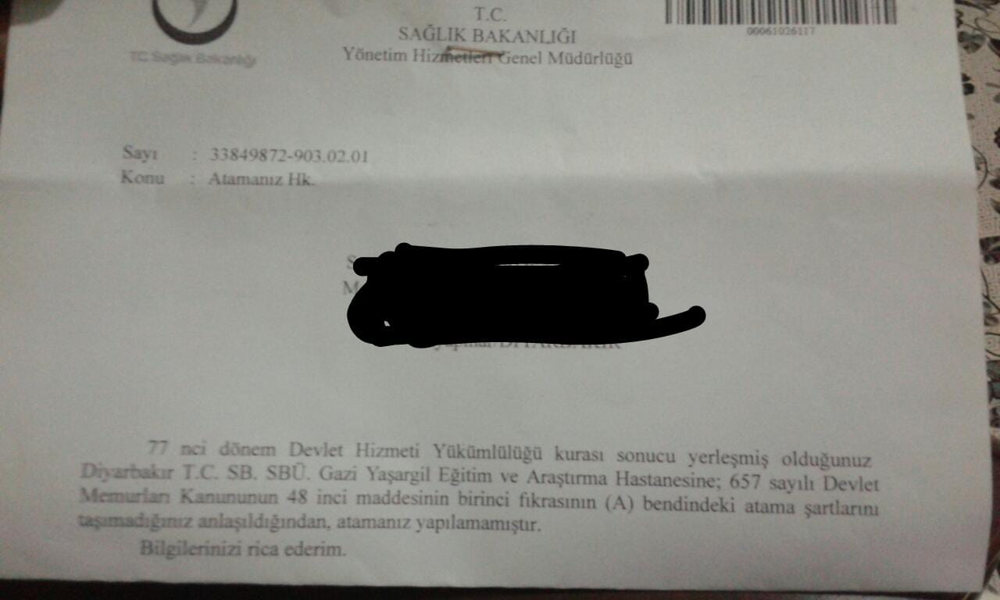 T.C.
SAĞLIK BAKANLIĞI
Yönetim Hizmetleri Genel Müdürlüğü
TC Sağlık Bakanlığı
00061026117
Sayı : 33849872-903.02.01
Konu : Atamanız Hk.
77 nci dönem Devlet Hizmeti Yükümlülüğü kurası sonucu yerleşmiş olduğunuz
Diyarbakır T.C. SB. SBÜ. Gazi Yaşargil Eğitim ve Araştırma Hastanesine; 657 sayılı Devlet
Memurları Kanununun 48 inci maddesinin birinci fıkrasının (A) bendindeki atama şartlarını
taşımadığınız anlaşıldığından, atamanız yapılamamıştır.
Bilgilerinizi rica ederim.